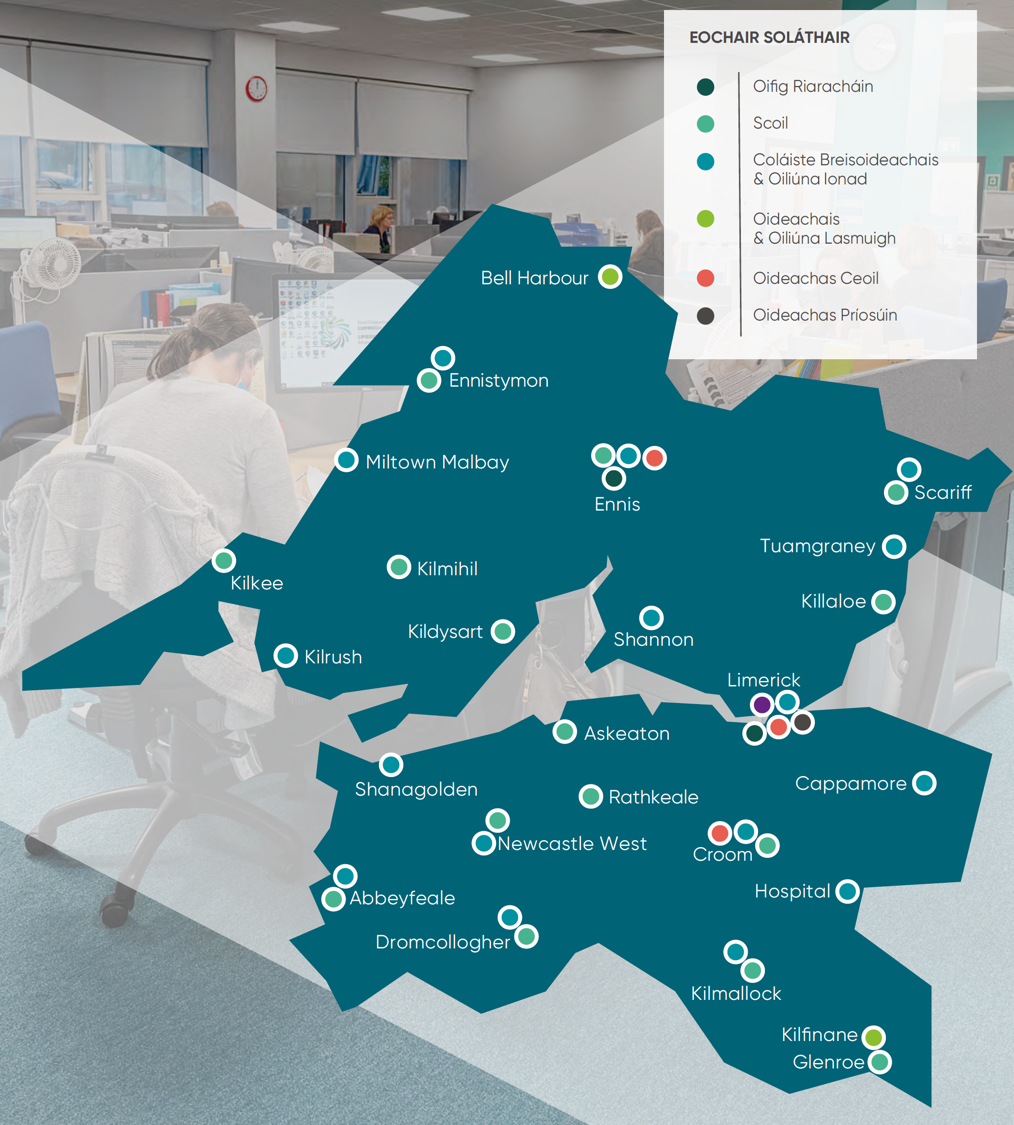 EOCHAIR SOLÁTHAIR
Oifig Riaracháin
Scoil
Coláiste Breisoideachais
& Oiliúna Ionad
Oideachais
& Oiliúna Lasmuigh
Oideachas Ceoil
Oideachas Príosúin
Bell Harbour
Ennistymon
Miltown Malbay
Ennis
Scariff
Tuamgraney
Kilkee
Kilmihil
Killaloe
Kildysart
Shannon
Kilrush
Limerick
Askeaton
Shanagolden
Cappamore
Rathkeale
Newcastle West
Croom
Hospital
Abbeyfeale
Dromcollogher
Kilmallock
Kilfinane
Glenroe